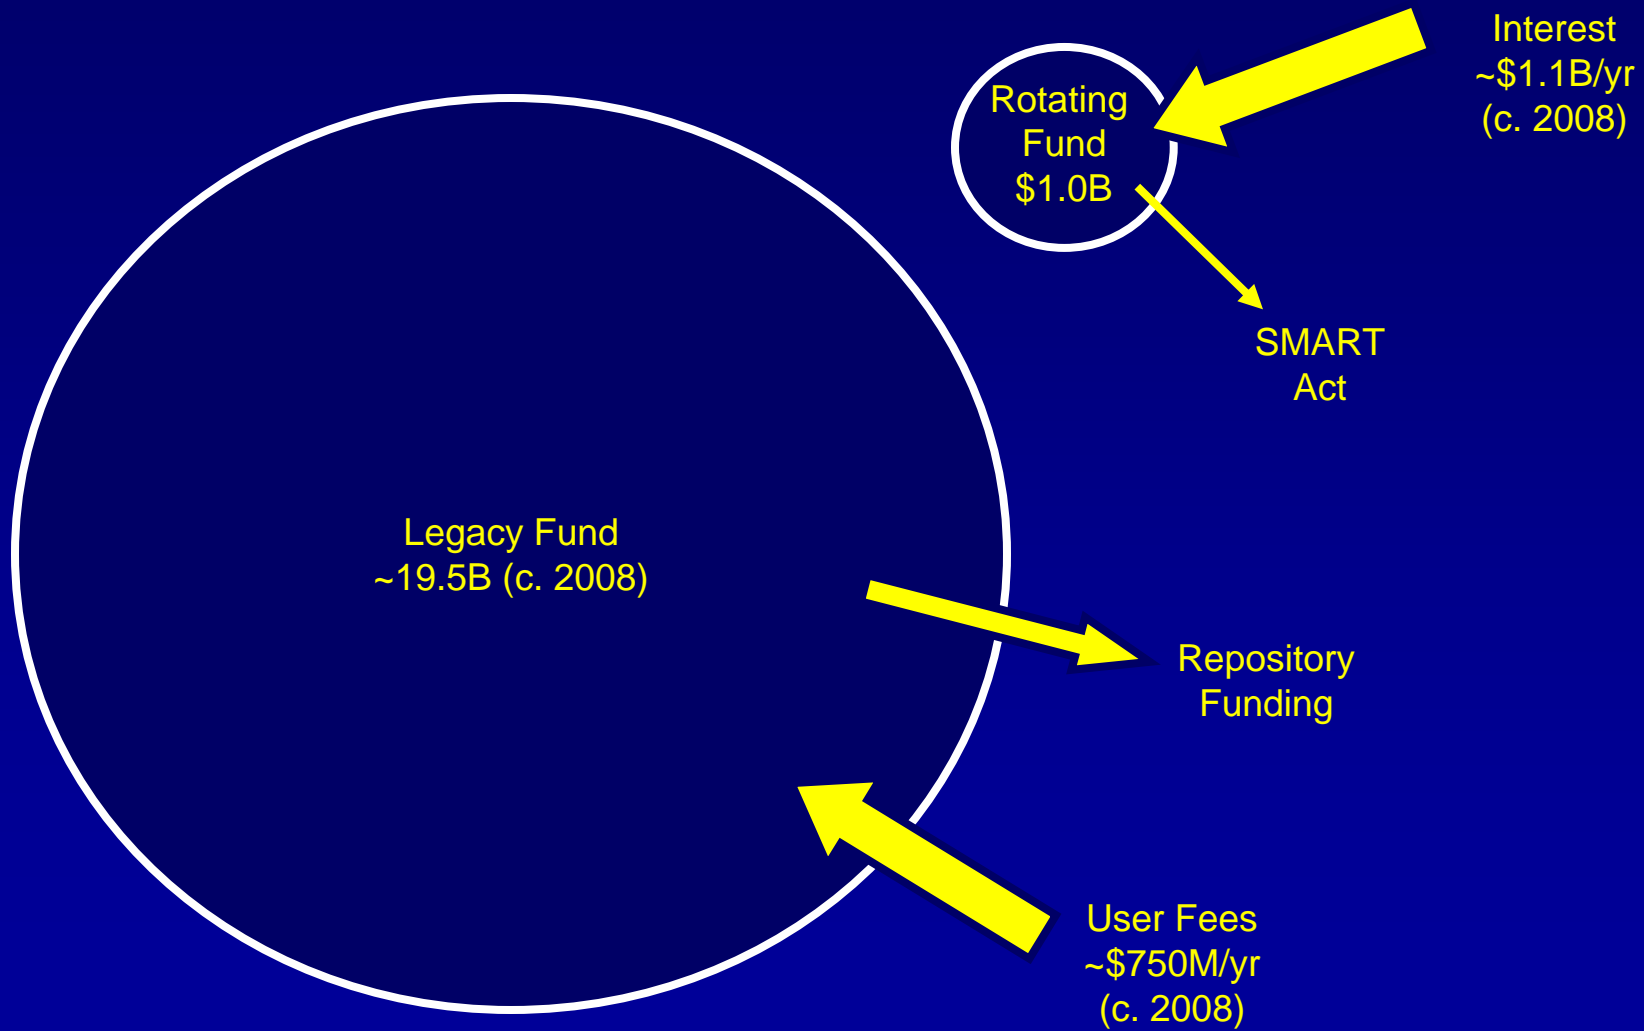 Interest
~$1.1B/yr
(c. 2008)
Rotating
Fund
$1.0B
SMART
Act
Legacy Fund
~19.5B (c. 2008)
Repository
Funding
User Fees
~$750M/yr
(c. 2008)